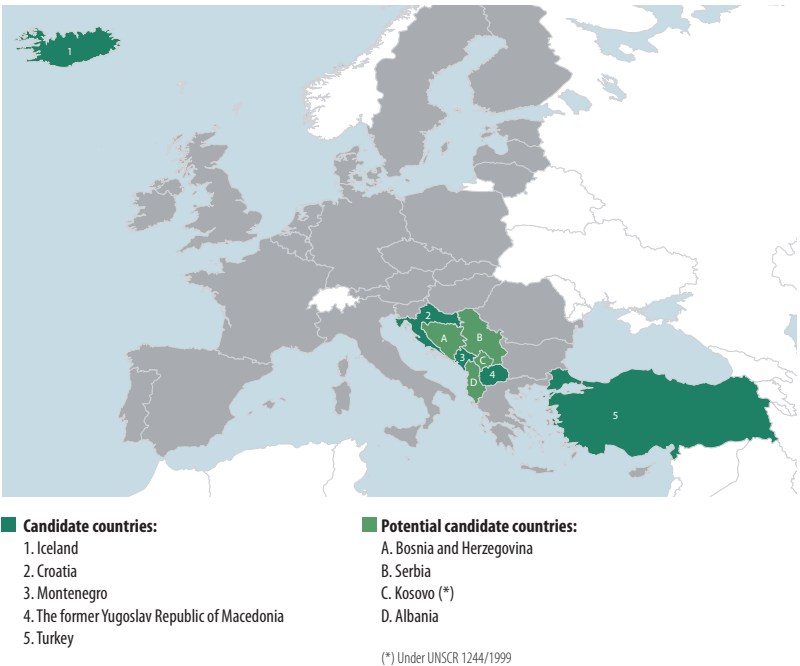 1
2
A
B
3
C
4
D
5
Candidate countries:
1. Iceland
2. Croatia
3. Montenegro
4. The former Yugoslav Republic of Macedonia
5. Turkey
Potential candidate countries:
A. Bosnia and Herzegovina
B. Serbia
C. Kosovo (*)
D. Albania
(*) Under UNSCR 1244/1999